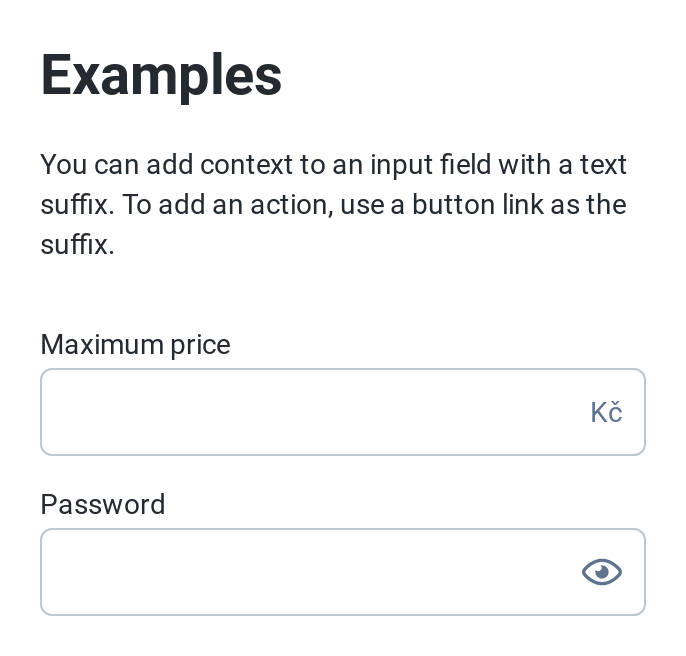 Examples
You can add context to an input field with a text
suffix. To add an action, use a button link as the
suffix.
Maximum price
Kč
Password